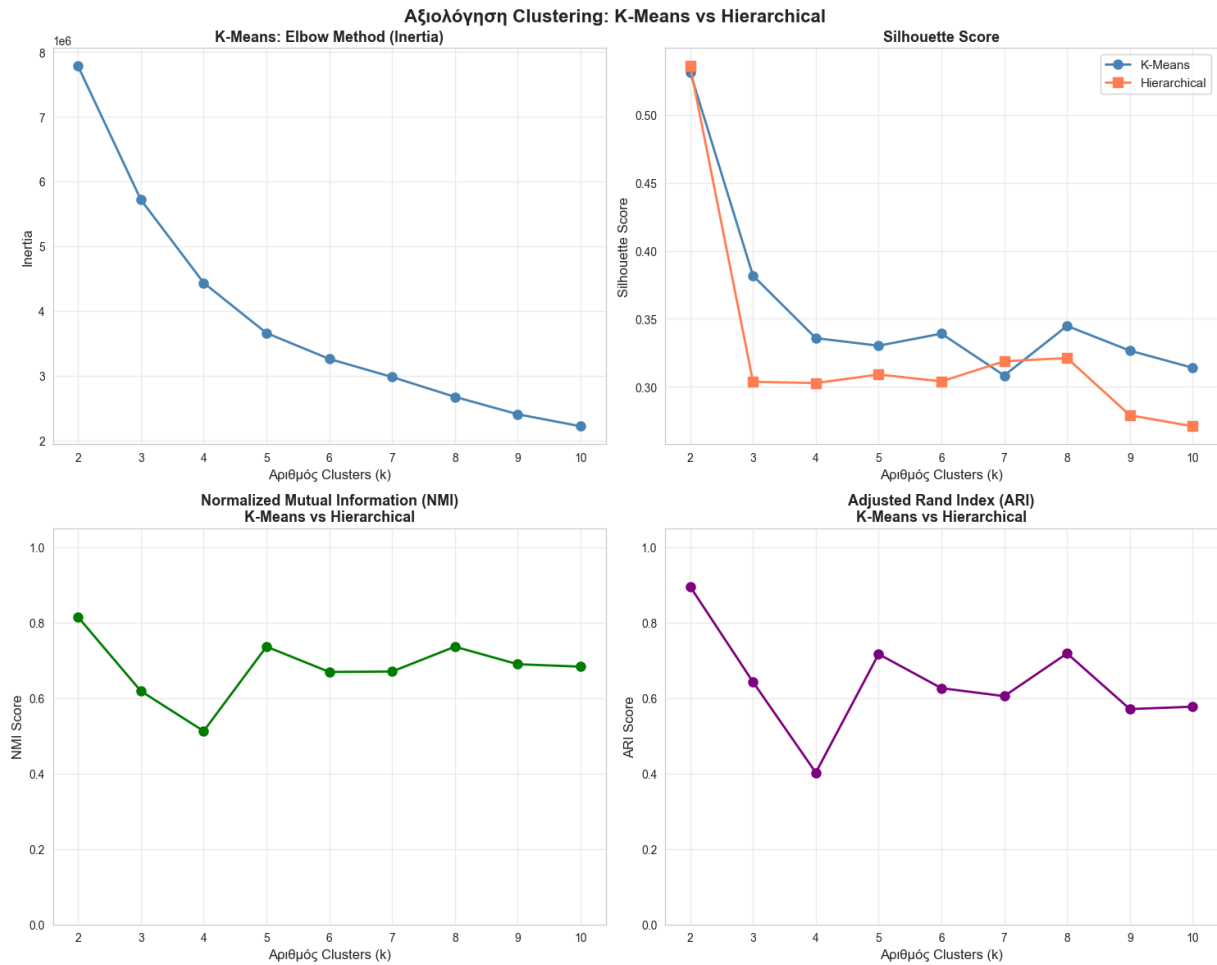 Αξιολόγηση Clustering: K-Means vs Hierarchical
K-Means: Elbow Method (Inertia)
1e6
8
7
6
5
4
3
2
Inertia
2 3 4 5 6 7 8 9 10
Αριθμός Clusters (k)
Silhouette Score
K-Means
Hierarchical
0.50
0.45
0.40
0.35
0.30
Silhouette Score
2 3 4 5 6 7 8 9 10
Αριθμός Clusters (k)
Normalized Mutual Information (NMI)
K-Means vs Hierarchical
1.0
0.8
0.6
0.4
0.2
0.0
NMI Score
2 3 4 5 6 7 8 9 10
Αριθμός Clusters (k)
Adjusted Rand Index (ARI)
K-Means vs Hierarchical
1.0
0.8
0.6
0.4
0.2
0.0
ARI Score
2 3 4 5 6 7 8 9 10
Αριθμός Clusters (k)